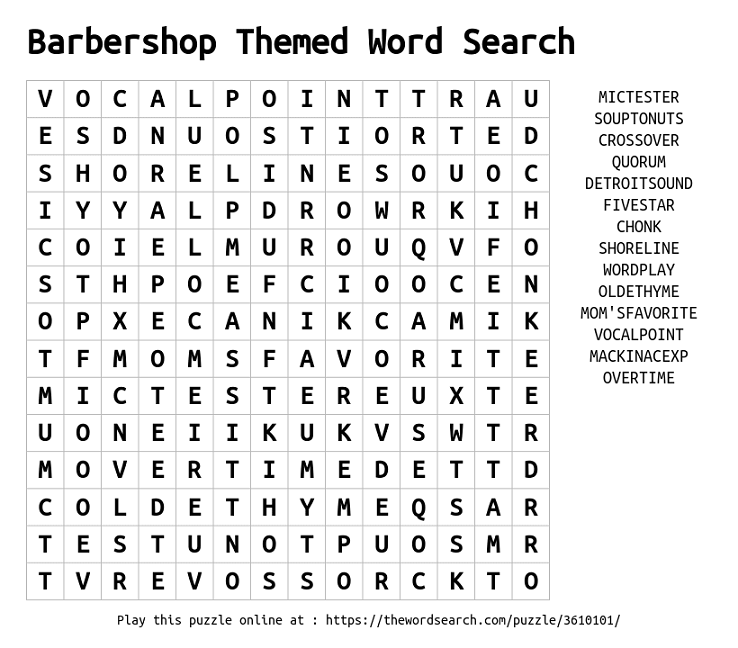 Barbershop Themed Word Search
V O C A L P O I N T T R A U
E S D N U O S T I O R T E D
S H O R E L I N E S O U O C
I Y Y A L P D R O W R K I H
C O I E L M U R O U Q V F O
S T H P O E F C I O O C E N
O P X E C A N I K C A M I K
T F M O M S F A V O R I T E
M I C T E S T E R E U X T E
U O N E I I K U K V S W T R
M O V E R T I M E D E T T D
C O L D E T H Y M E Q S A R
T E S T U N O T P U O S M R
T V R E V O S S O R C K T O
MICTESTER
SOUPTONUTS
CROSSOVER
QUORUM
DETROITSOUND
FIVESTAR
CHONK
SHORELINE
WORDPLAY
OLDETHYME
MOM'SFAVORITE
VOCALPOINT
MACKINACEXP
OVERTIME
Play this puzzle online at : https://thewordsearch.com/puzzle/3610101/